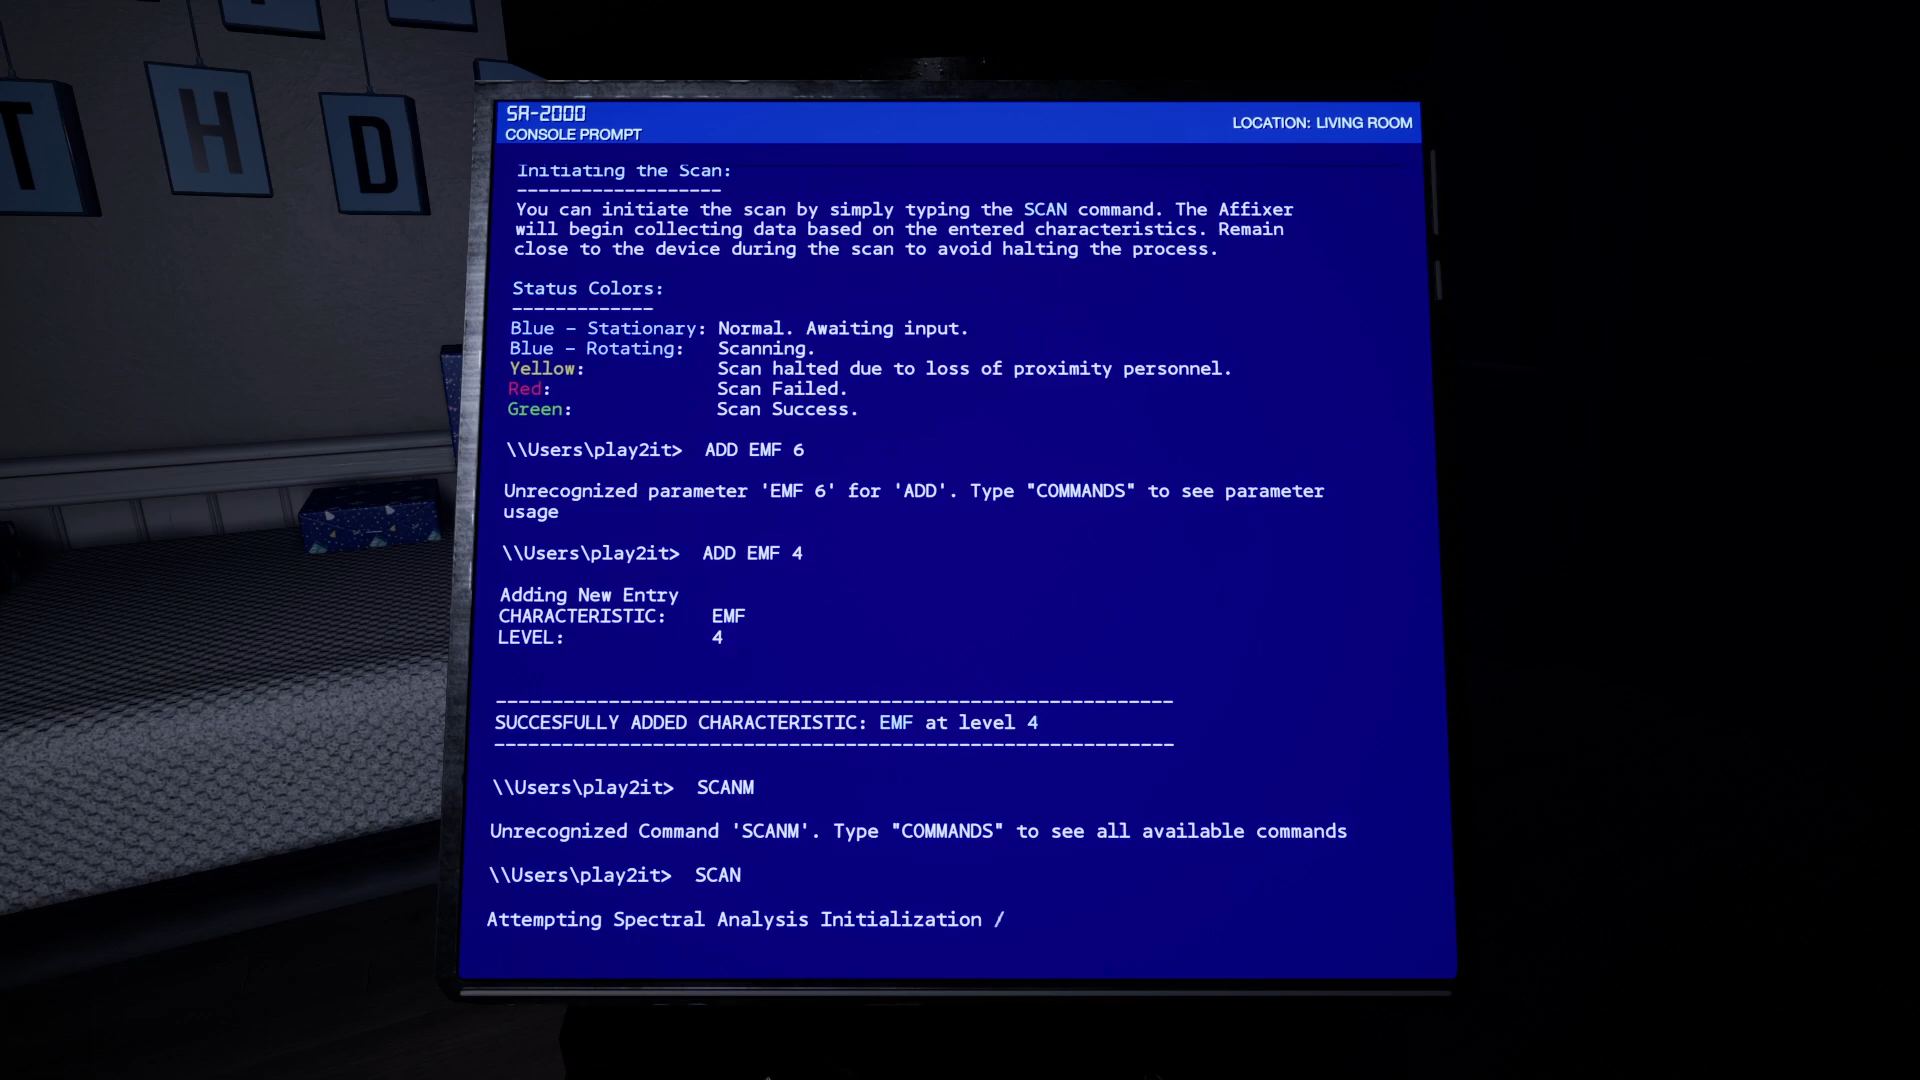 T
H
D
SA-2000
CONSOLE PROMPT
LOCATION: LIVING ROOM
Initiating the Scan:
-------------------
You can initiate the scan by simply typing the SCAN command. The Affixer
will begin collecting data based on the entered characteristics. Remain
close to the device during the scan to avoid halting the process.
Status Colors:
-------------
Blue - Stationary: Normal. Awaiting input.
Blue - Rotating: Scanning.
Yellow: Scan halted due to loss of proximity personnel.
Red: Scan Failed.
Green: Scan Success.
\\Users\play2it> ADD EMF 6
Unrecognized parameter 'EMF 6' for 'ADD'. Type "COMMANDS" to see parameter
usage
\\Users\play2it> ADD EMF 4
Adding New Entry
CHARACTERISTIC: EMF
LEVEL: 4
------------------------------------------------------------
SUCCESFULLY ADDED CHARACTERISTIC: EMF at level 4
------------------------------------------------------------
\\Users\play2it> SCANM
Unrecognized Command 'SCANM'. Type "COMMANDS" to see all available commands
\\Users\play2it> SCAN
Attempting Spectral Analysis Initialization /